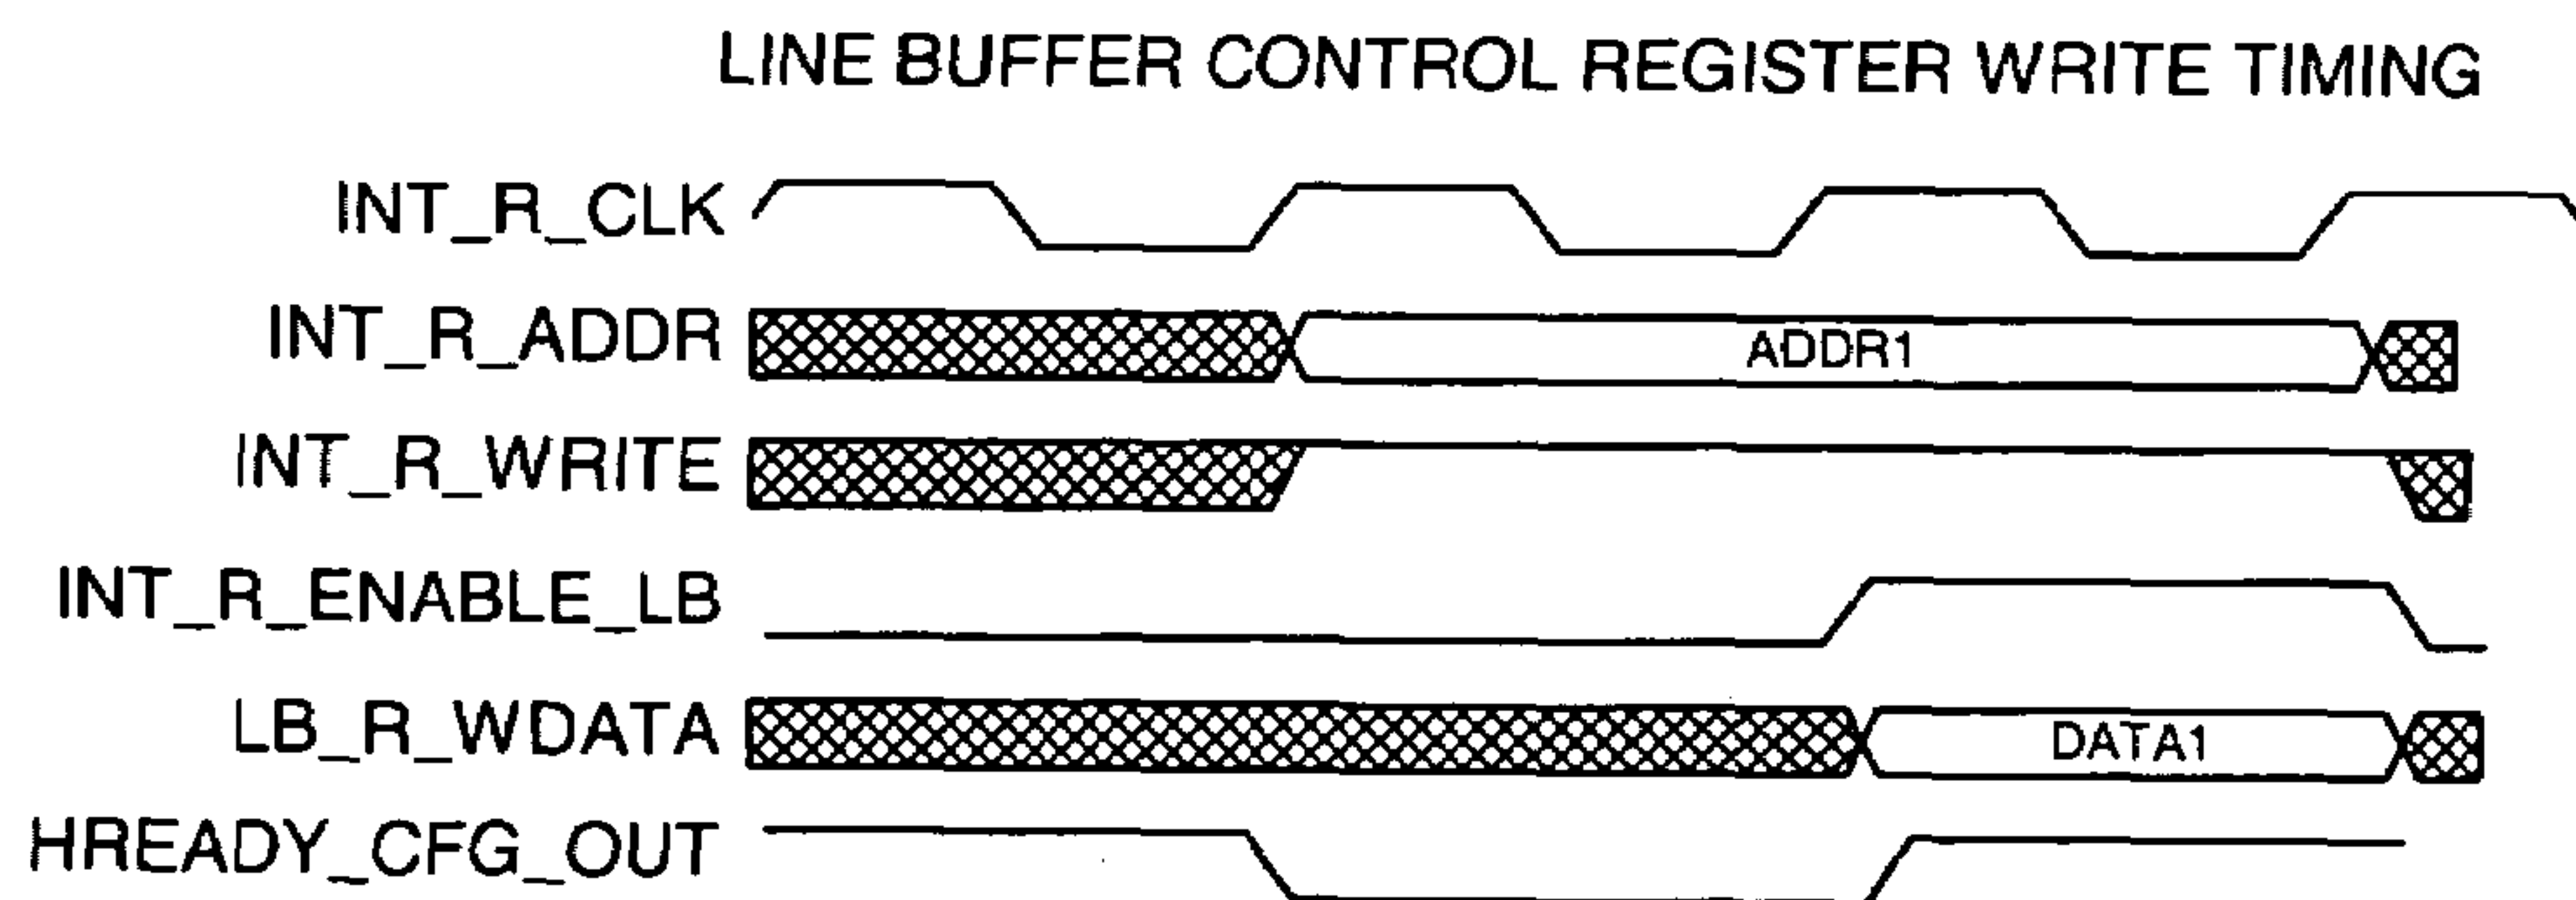 LINE BUFFER CONTROL REGISTER WRITE TIMING
INT_R_CLK
INT_R_ADDR
ADDR1
INT_R_WRITE
INT_R_ENABLE_LB
LB_R_WDATA
DATA1
HREADY_CFG_OUT